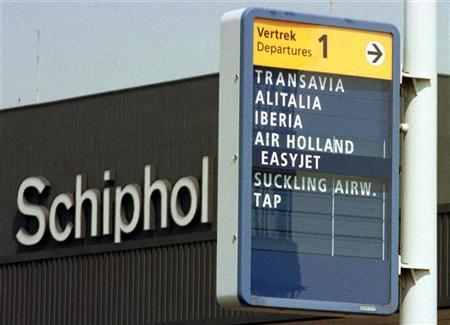 Vertrek
Departures 1
TRANSAVIA
ALITALIA
IBERIA
AIR HOLLAND
EASYJET
SUCKLING AIRW.
TAP
Schiphol